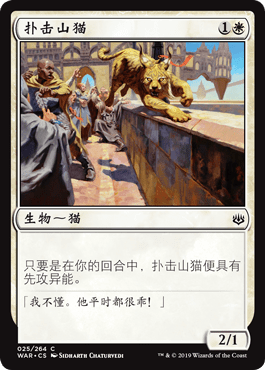 扑击山猫 1
生物～猫
只要是在你的回合中，扑击山猫便具有
先攻异能。
「我不懂。他平时都很乖！」
2/1
025/264 C
WAR • CS Sidharth Chaturvedi
™ & © 2019 Wizards of the Coast